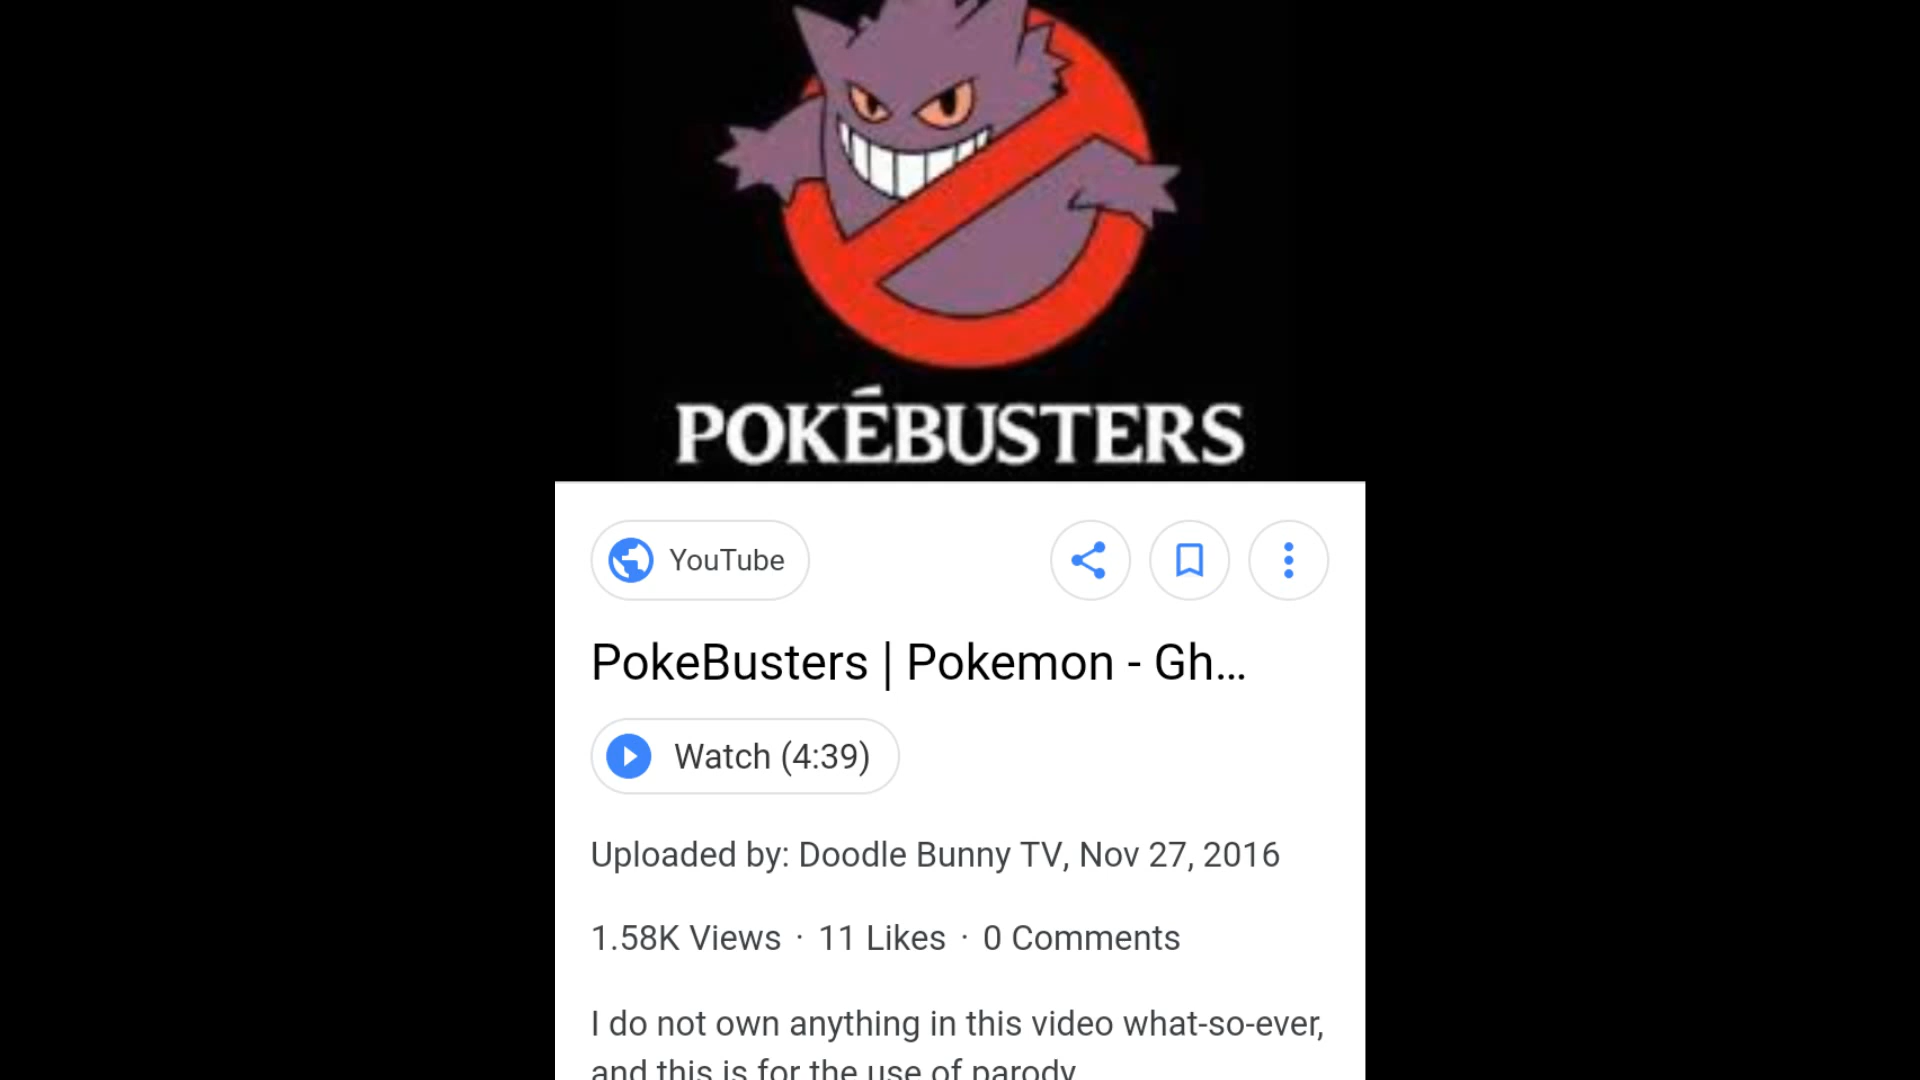 POKÉBUSTERS
YouTube
PokeBusters | Pokemon - Gh...
Watch (4:39)
Uploaded by: Doodle Bunny TV, Nov 27, 2016
1.58K Views · 11 Likes · 0 Comments
I do not own anything in this video what-so-ever,
and this is for the use of parody